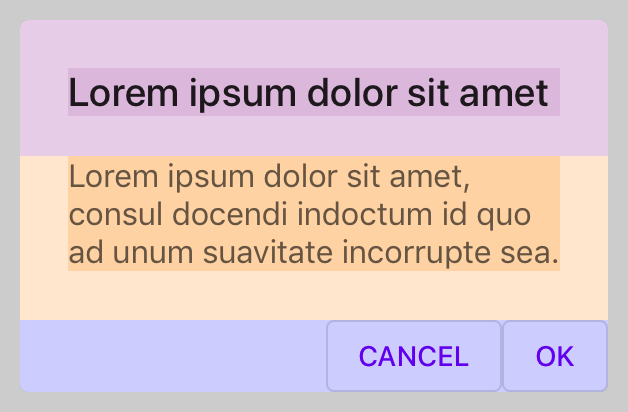 Lorem ipsum dolor sit amet
Lorem ipsum dolor sit amet,
consul docendi indoctum id quo
ad unum suavitate incorrupte sea.
CANCEL OK